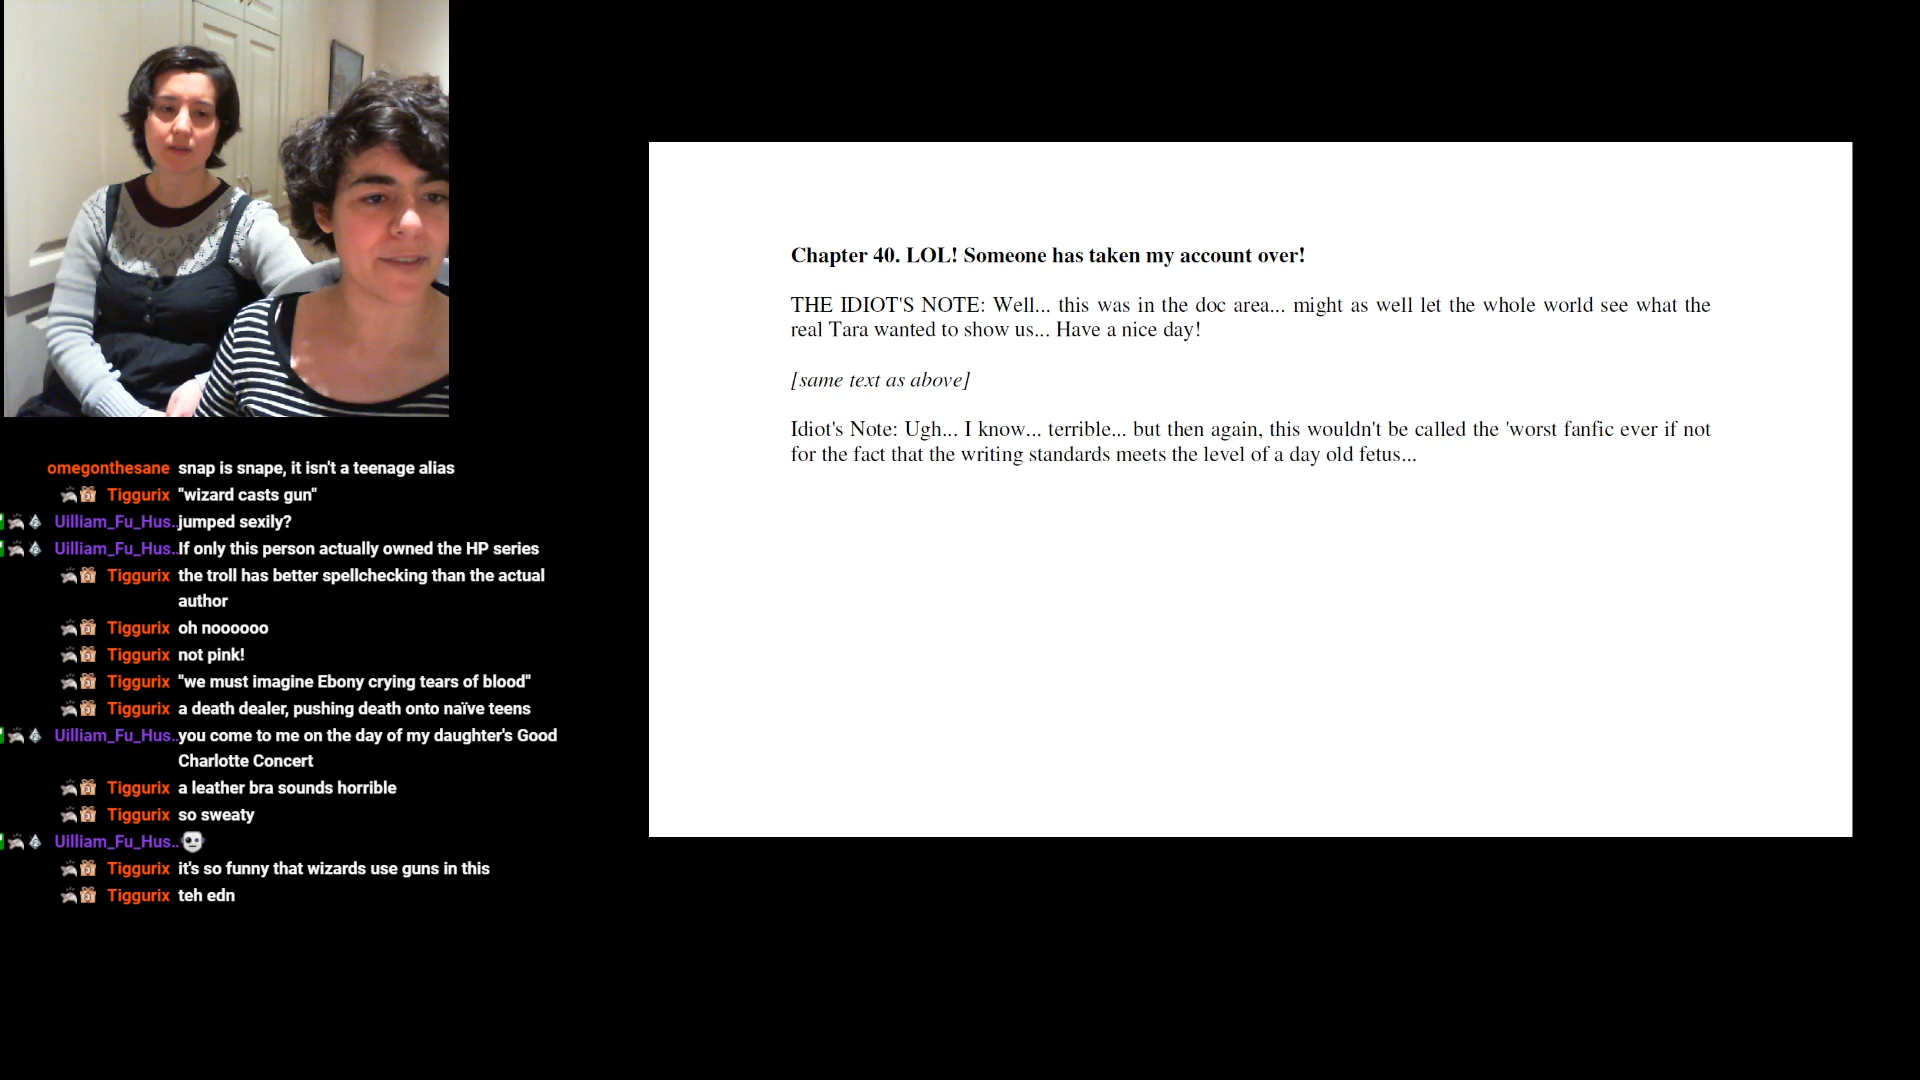 Chapter 40. LOL! Someone has taken my account over!
THE IDIOT'S NOTE: Well... this was in the doc area... might as well let the whole world see what the
real Tara wanted to show us... Have a nice day!
[same text as above]
Idiot's Note: Ugh... I know... terrible... but then again, this wouldn't be called the 'worst fanfic ever if not
for the fact that the writing standards meets the level of a day old fetus...
omegonthesane snap is snape, it isn't a teenage alias
Tiggurix "wizard casts gun"
Uilliam_Fu_Hus.. jumped sexily?
Uilliam_Fu_Hus.. If only this person actually owned the HP series
Tiggurix the troll has better spellchecking than the actual
author
Tiggurix oh noooooo
Tiggurix not pink!
Tiggurix "we must imagine Ebony crying tears of blood"
Tiggurix a death dealer, pushing death onto naïve teens
Uilliam_Fu_Hus.. you come to me on the day of my daughter's Good
Charlotte Concert
Tiggurix a leather bra sounds horrible
Tiggurix so sweaty
Uilliam_Fu_Hus..
Tiggurix it's so funny that wizards use guns in this
Tiggurix teh edn